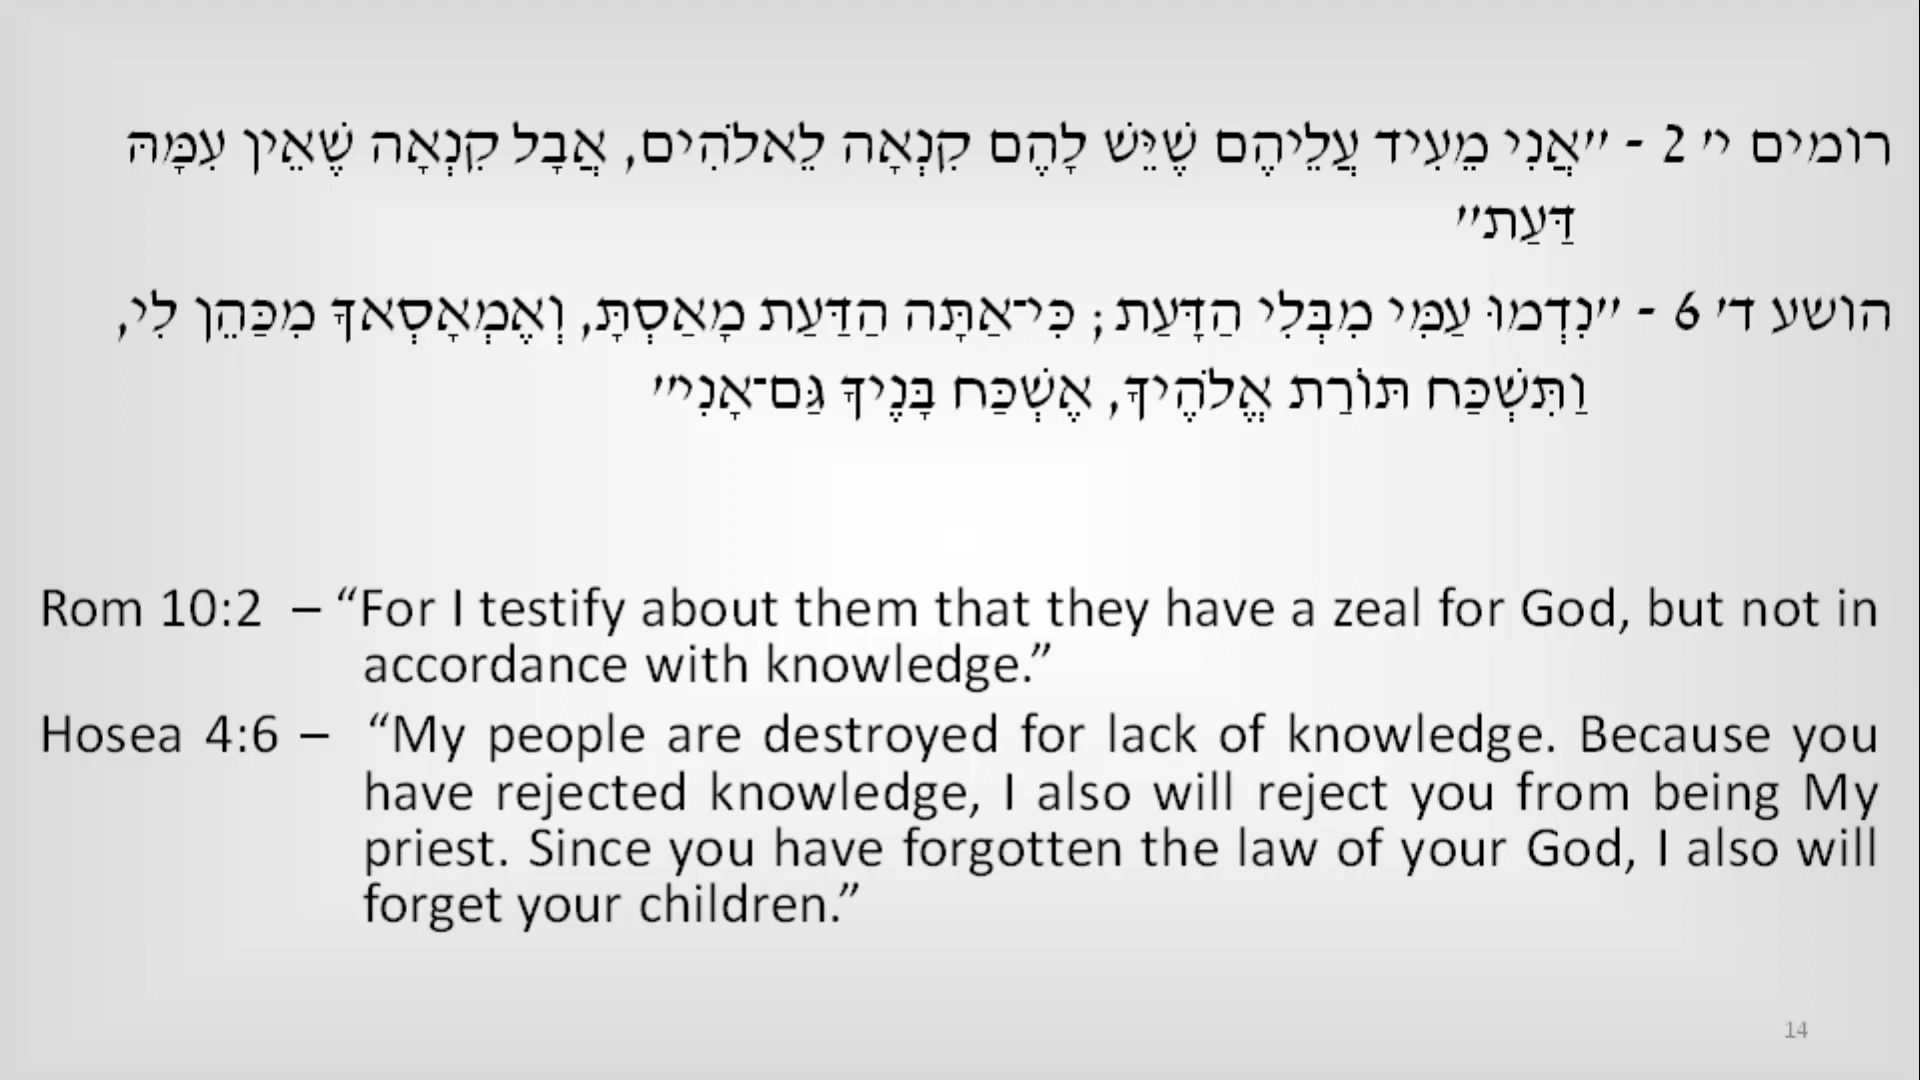 רומים י׳ 2 - ״אֲנִי מֵעִיד עֲלֵיהֶם שֶׁיֵּשׁ לָהֶם קִנְאָה לֵאלֹהִים, אֲבָל קִנְאָה שֶׁאֵין עִמָּהּ
דַּעַת״
הושע ד׳ 6 - ״נִדְמוּ עַמִּי מִבְּלִי הַדָּעַת; כִּי־אַתָּה הַדַּעַת מָאַסְתָּ, וְאֶמְאָסְאךָ מִכַּהֵן לִי,
וַתִּשְׁכַּח תּוֹרַת אֱלֹהֶיךָ, אֶשְׁכַּח בָּנֶיךָ גַּם־אָנִי״
Rom 10:2 – “For I testify about them that they have a zeal for God, but not in
accordance with knowledge.”
Hosea 4:6 – “My people are destroyed for lack of knowledge. Because you
have rejected knowledge, I also will reject you from being My
priest. Since you have forgotten the law of your God, I also will
forget your children.”
14